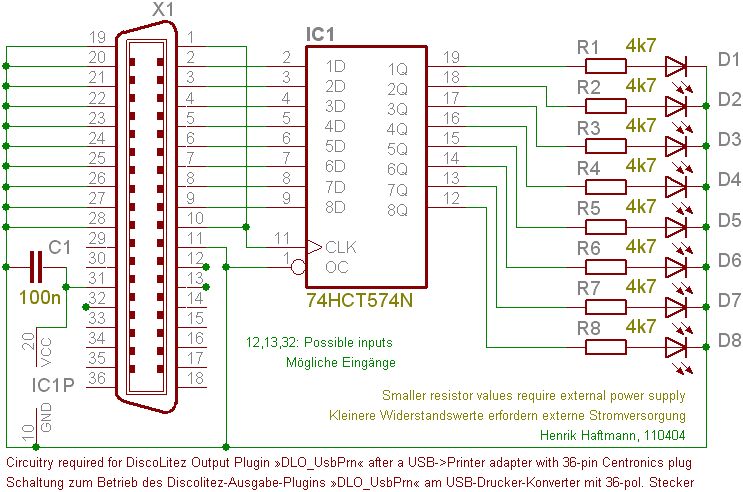 X1
IC1
19 1
20 2
21 3
22 4
23 5
24 6
25 7
26 8
27 9
28 10
29 11
30 12
31 13
32 14
33 15
34 16
35 17
36 18
2 1D 1Q 19
3 2D 2Q 18
4 3D 3Q 17
5 4D 4Q 16
6 5D 5Q 15
7 6D 6Q 14
8 7D 7Q 13
9 8D 8Q 12
11 CLK
1 OC
74HCT574N
R1 4k7 D1
R2 4k7 D2
R3 4k7 D3
R4 4k7 D4
R5 4k7 D5
R6 4k7 D6
R7 4k7 D7
R8 4k7 D8
C1
100n
20 VCC
IC1P
10 GND
12,13,32: Possible inputs
Mögliche Eingänge
Smaller resistor values require external power supply
Kleinere Widerstandswerte erfordern externe Stromversorgung
Henrik Haftmann, 110404
Circuitry required for DiscoLitez Output Plugin »DLO_UsbPrn« after a USB->Printer adapter with 36-pin Centronics plug
Schaltung zum Betrieb des Discolitez-Ausgabe-Plugins »DLO_UsbPrn« am USB-Drucker-Konverter mit 36-pol. Stecker